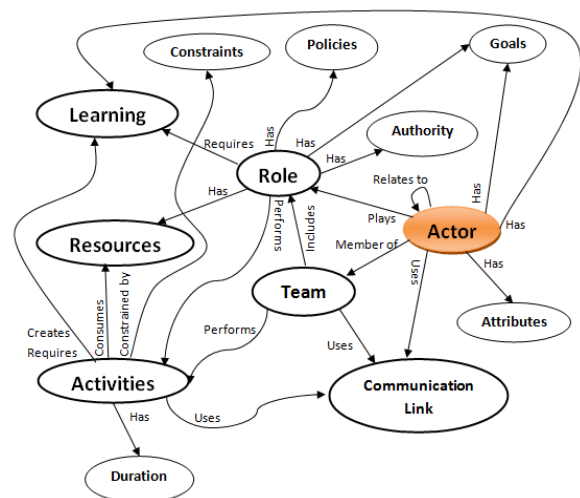 Constraints
Policies
Goals
Learning
Authority
Requires
Has
Has
Has
Role
Relates to
Has
Has
Plays
Actor
Has
Resources
Performs
Includes
Member of
Has
Team
Uses
Attributes
Consumes
Constrained by
Performs
Creates
Requires
Uses
Activities
Communication
Link
Has
Uses
Duration